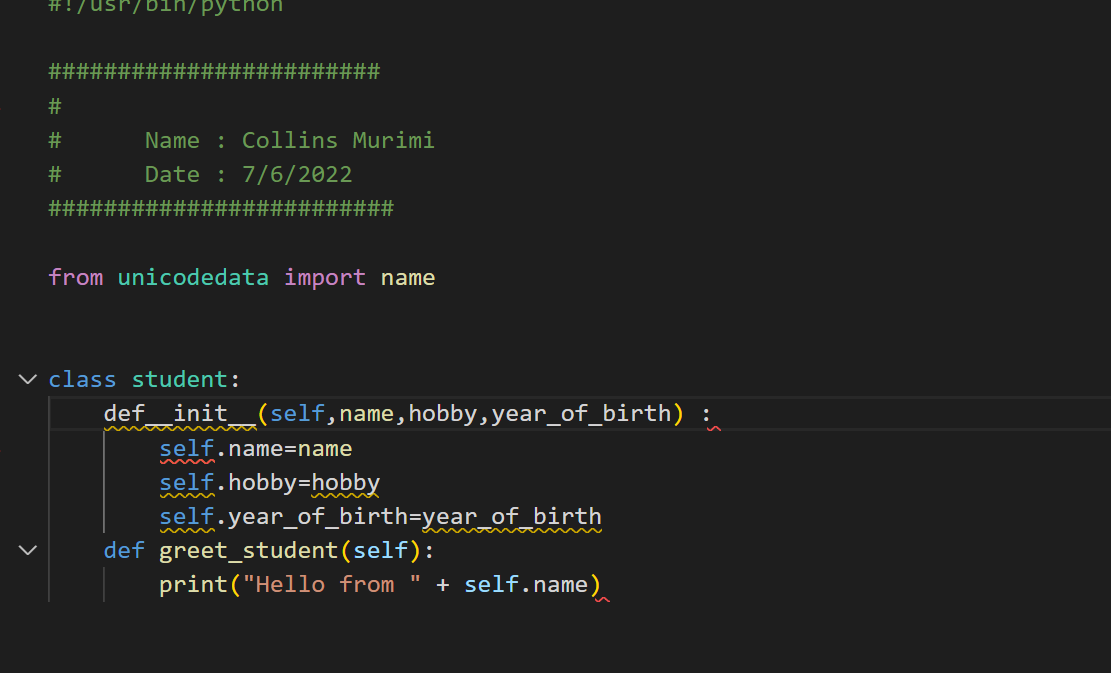 #!/usr/bin/python
########################
#
#      Name : Collins Murimi
#      Date : 7/6/2022
#########################
from unicodedata import name
class student:
    def__init__(self,name,hobby,year_of_birth) :
        self.name=name
        self.hobby=hobby
        self.year_of_birth=year_of_birth
    def greet_student(self):
        print("Hello from " + self.name)